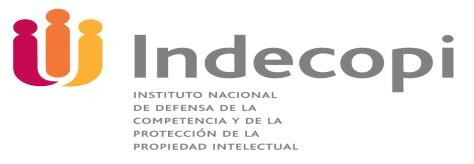 Indecopi
INSTITUTO NACIONAL
DE DEFENSA DE LA
COMPETENCIA Y DE LA
PROTECCIÓN DE LA
PROPIEDAD INTELECTUAL